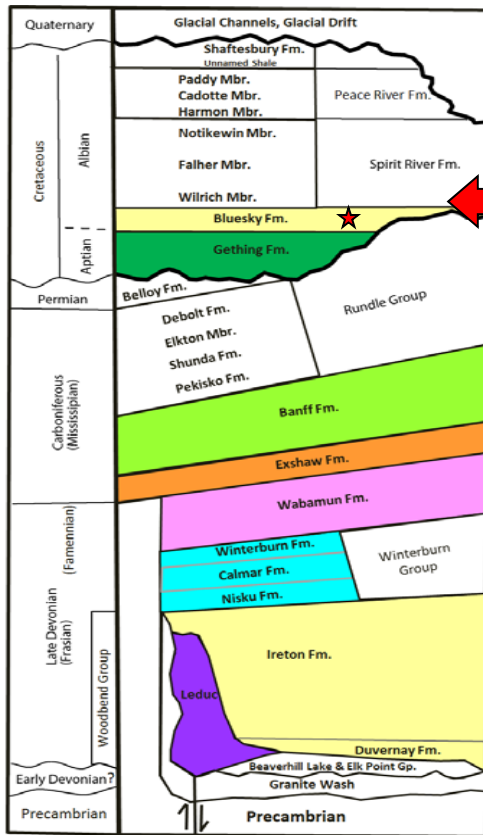 Quaternary
Glacial Channels, Glacial Drift
Shaftesbury Fm.
Unnamed Shale
Paddy Mbr.
Cadotte Mbr.
Harmon Mbr.
Peace River Fm.
Cretaceous
Albian
Notikewin Mbr.
Falher Mbr.
Wilrich Mbr.
Spirit River Fm.
Bluesky Fm.
Aptian
Gething Fm.
Permian
Belloy Fm.
Debolt Fm.
Elkton Mbr.
Shunda Fm.
Pekisko Fm.
Rundle Group
Carboniferous
(Mississipian)
Banff Fm.
Exshaw Fm.
Wabamun Fm.
Late Devonian
(Frasian)
(Famennian)
Winterburn Fm.
Calmar Fm.
Nisku Fm.
Winterburn
Group
Woodbend Group
Ireton Fm.
Leduc
Duvernay Fm.
Beaverhill Lake & Elk Point Gp.
Early Devonian?
Granite Wash
Precambrian
Precambrian